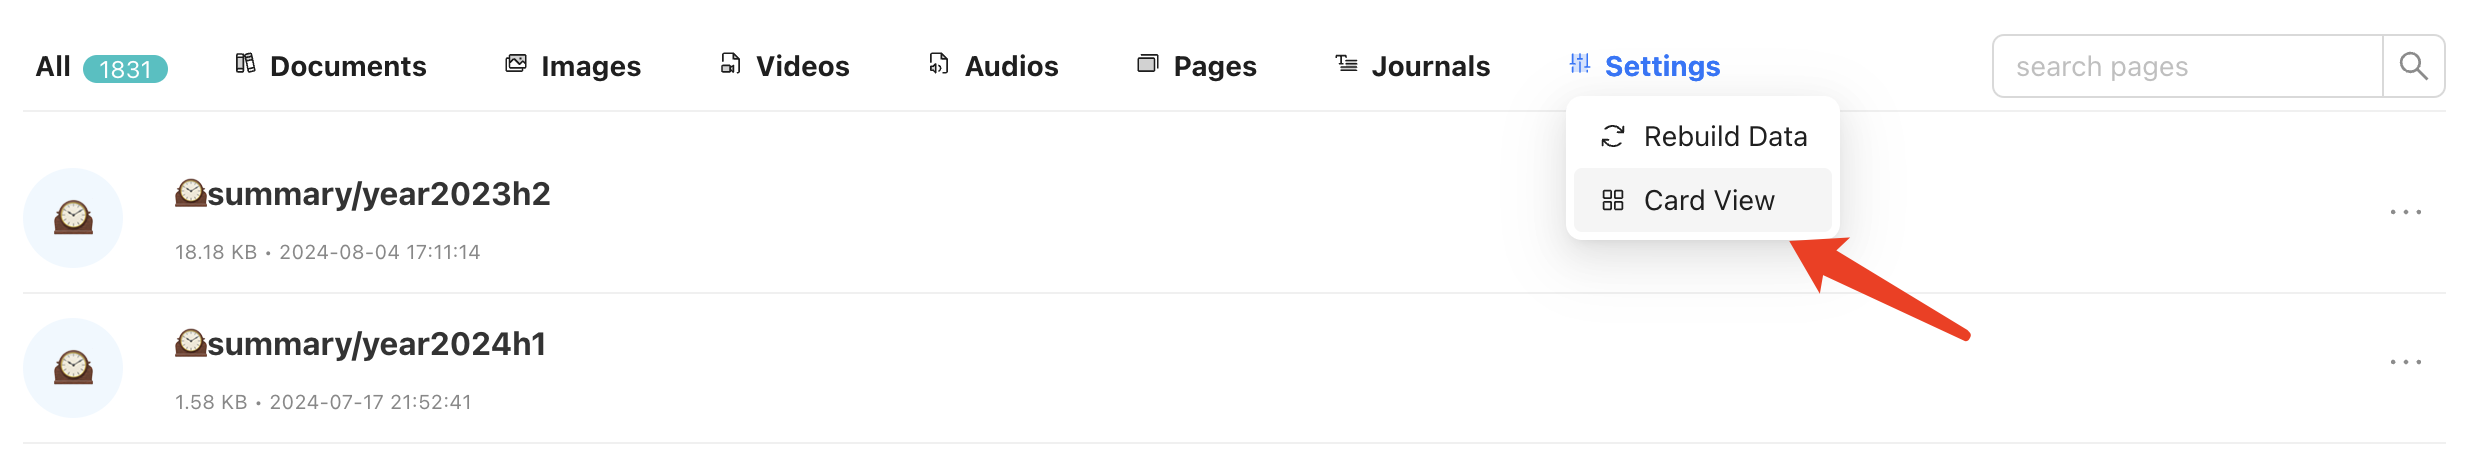 All 1831 Documents Images Videos Audios Pages Journals Settings search pages
Rebuild Data
Card View
summary/year2023h2
18.18 KB • 2024-08-04 17:11:14
summary/year2024h1
1.58 KB • 2024-07-17 21:52:41